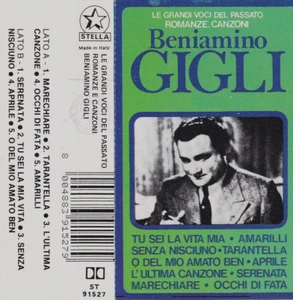 STELLA
Made in Italy
LE GRANDI VOCI DEL PASSATO
ROMANZE E CANZONI
BENIAMINO GIGLI
LATO A - 1. MARECHIARE • 2. TARANTELLA • 3. L'ULTIMA
CANZONE • 4. OCCHI DI FATA • 5. AMARILLI
LATO B - 1. SERENATA • 2. TU SEI LA MIA VITA • 3. SENZA
NISCIUNO • 4. APRILE • 5. O DEL MIO AMATO BEN
8 004883 915279
ST
91527
LE GRANDI VOCI DEL PASSATO
ROMANZE, CANZONI
Beniamino
GIGLI
TU SEI LA VITA MIA • AMARILLI
SENZA NISCIUNO • TARANTELLA
O DEL MIO AMATO BEN • APRILE
L'ULTIMA CANZONE • SERENATA
MARECHIARE • OCCHI DI FATA